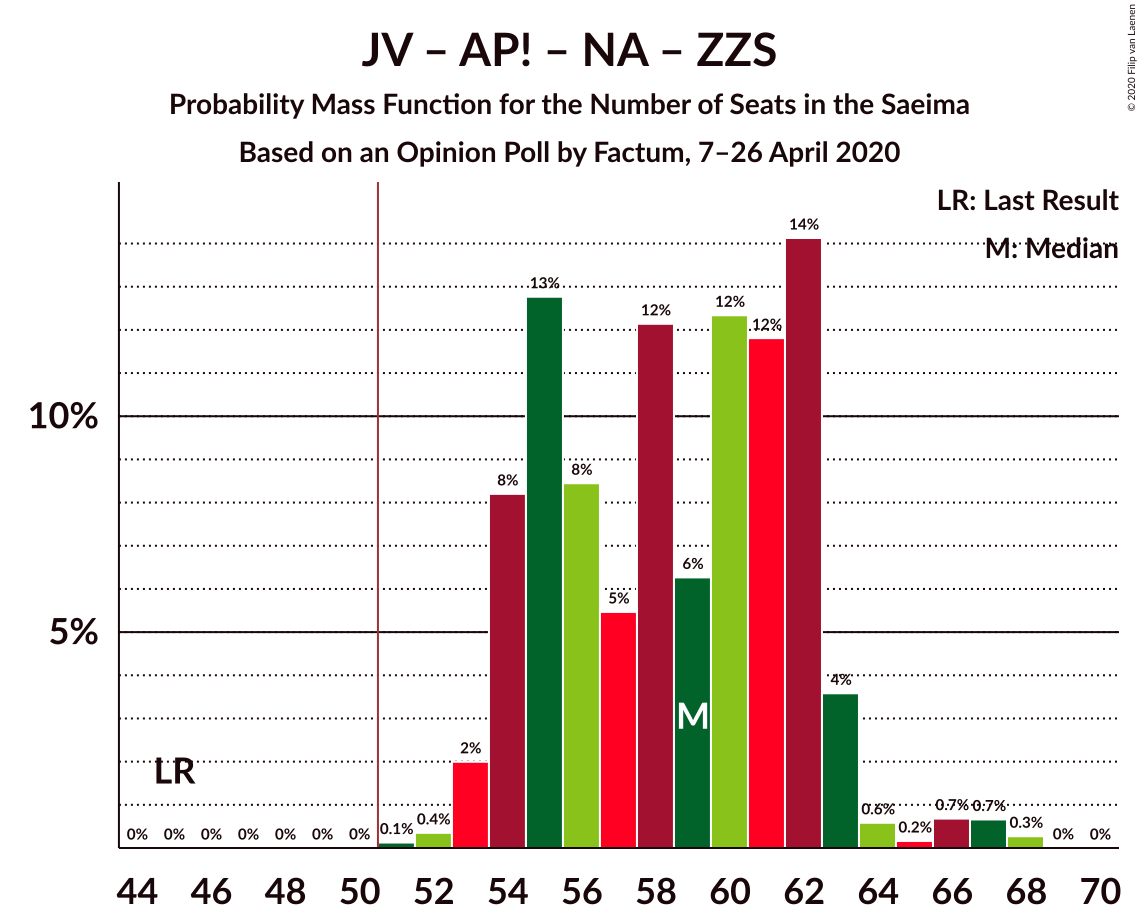 JV – AP! – NA – ZZS
Probability Mass Function for the Number of Seats in the Saeima
Based on an Opinion Poll by Factum, 7–26 April 2020
© 2020 Filip van Laenen
LR: Last Result
M: Median
10%
5%
LR
M
0% 0% 0% 0% 0% 0% 0% 0.1% 0.4% 2% 8% 13% 8% 5% 12% 6% 12% 12% 14% 4% 0.6% 0.2% 0.7% 0.7% 0.3% 0% 0%
44 46 48 50 52 54 56 58 60 62 64 66 68 70